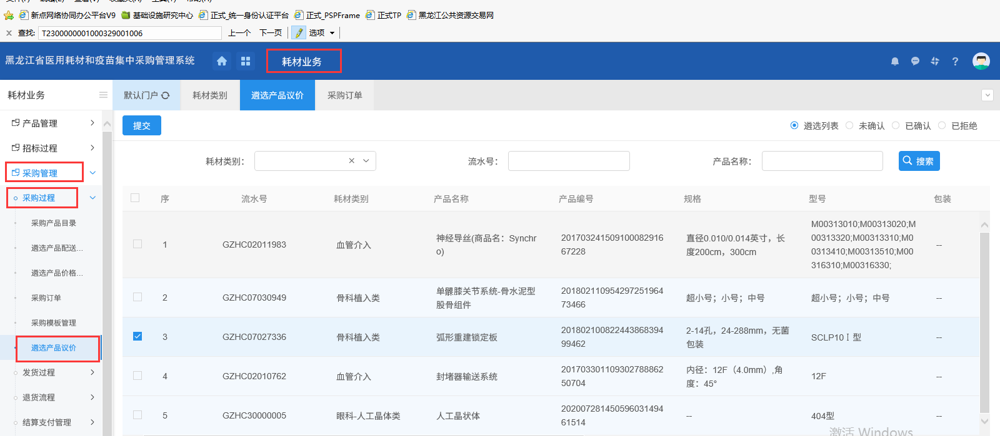 新点网络协同办公平台V9 基础设施研究中心 正式_统一身份认证平台 正式_PSPFrame 正式TP 黑龙江公共资源交易网
x 查找: T2300000001000329001006 上一个 下一页 选项
黑龙江省医用耗材和疫苗集中采购管理系统 耗材业务 ?
耗材业务 默认门户 耗材类别 遴选产品议价 采购订单
提交 遴选列表 未确认 已确认 已拒绝
产品管理
招标过程
采购管理
采购过程
采购产品目录
遴选产品配送...
遴选产品价格...
采购订单
采购模板管理
遴选产品议价
发货过程
退货流程
结算支付管理
耗材类别： 流水号： 产品名称： 搜索
序 流水号 耗材类别 产品名称 产品编号 规格 型号 包装
1 GZHC02011983 血管介入 神经导丝(商品名：Synchr
o) 201703241509100082916
67228 直径0.010/0.014英寸，长
度200cm，300cm M00313010;M00313020;M
00313320;M00313310;M00
0313410;M00313510;M00
316310;M00316330; --
2 GZHC07030949 骨科植入类 单髁膝关节系统-骨水泥型
股骨组件 201802110954297251964
73466 超小号；小号；中号 超小号；小号；中号 --
3 GZHC07027336 骨科植入类 弧形重建锁定板 201802100822443868394
99462 2-14孔，24-288mm，无菌
包装 SCLP10Ⅰ型 --
4 GZHC02010762 血管介入 封堵器输送系统 201703301109302788862
50704 内径：12F（4.0mm）,角
度：45° 12F --
5 GZHC30000005 眼科-人工晶体类 人工晶状体 202007281450596031494
61514 -- 404型 --
激活 Windows